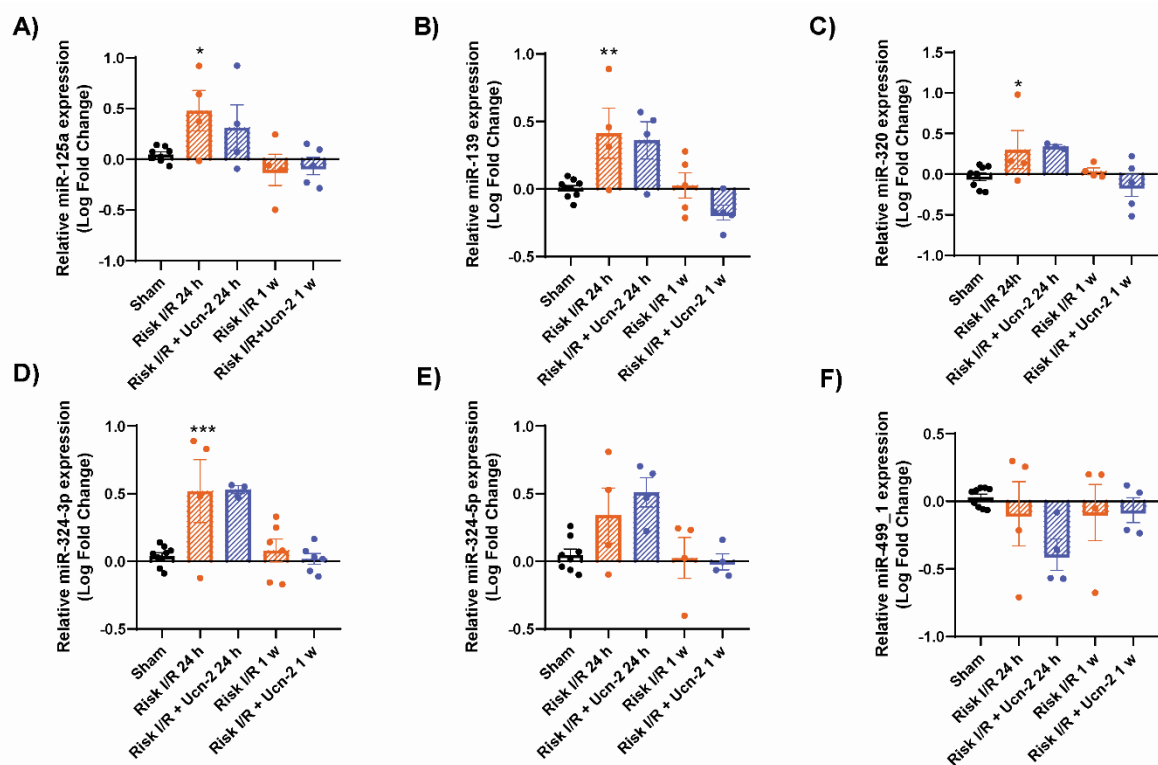 A)
Relative miR-125a expression
(Log Fold Change)
1.0
0.5
0.0
-0.5
-1.0
*
Sham
Risk I/R 24 h
Risk I/R + Ucn-2 24 h
Risk I/R 1 w
Risk I/R+Ucn-2 1 w
B)
Relative miR-139 expression
(Log Fold Change)
1.0
0.5
0.0
-0.5
**
Sham
Risk I/R 24 h
Risk I/R + Ucn-2 24 h
Risk I/R 1 w
Risk I/R + Ucn-2 1 w
C)
Relative miR-320 expression
(Log Fold Change)
1.5
1.0
0.5
0.0
-0.5
-1.0
*
Sham
Risk I/R 24h
Risk I/R + Ucn-2 24 h
Risk I/R 1 w
Risk I/R + Ucn-2 1 w
D)
Relative miR-324-3p expression
(Log Fold Change)
1.0
0.5
0.0
-0.5
***
Sham
Risk I/R 24 h
Risk I/R + Ucn-2 24 h
Risk I/R 1 w
Risk I/R + Ucn-2 1 w
E)
Relative miR-324-5p expression
(Log Fold Change)
1.0
0.5
0.0
-0.5
Sham
Risk I/R 24 h
Risk I/R + Ucn-2 24 h
Risk I/R 1 w
Risk I/R + Ucn-2 1 w
F)
Relative miR-499_1 expression
(Log Fold Change)
0.5
0.0
-0.5
-1.0
Sham
Risk I/R 24 h
Risk I/R + Ucn-2 24 h
Risk I/R 1 w
Risk I/R + Ucn-2 1 w